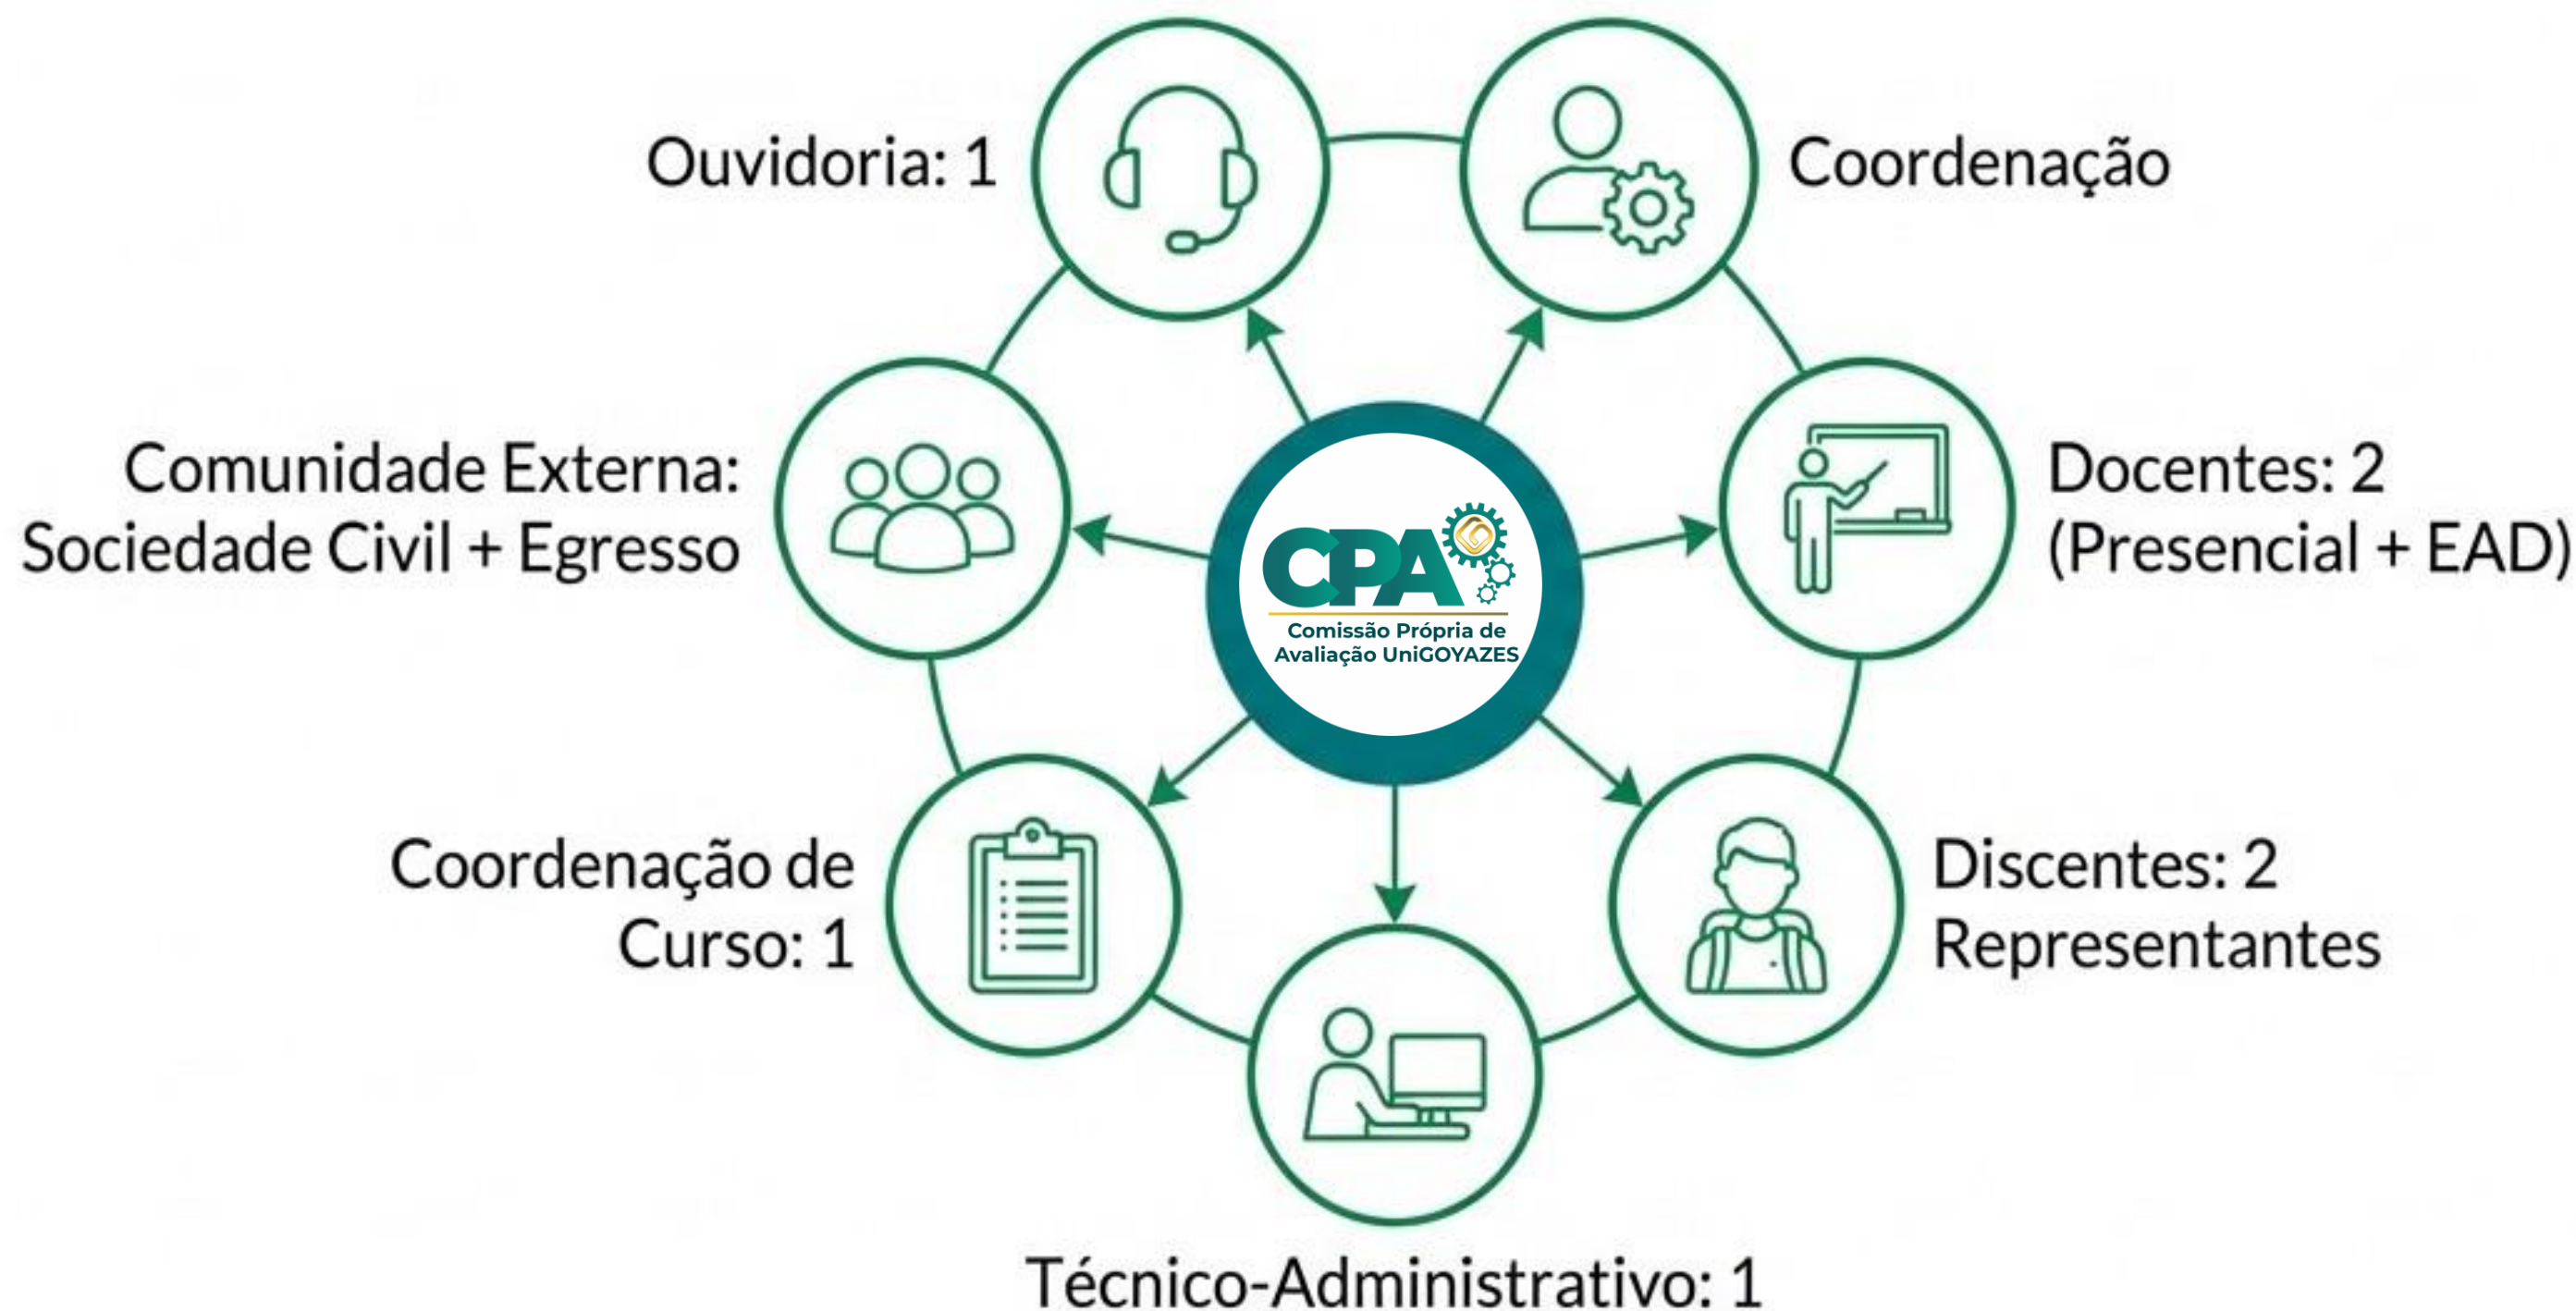 Ouvidoria: 1
Coordenação
Comunidade Externa:
Sociedade Civil + Egresso
Docentes: 2
(Presencial + EAD)
CPA
Comissão Própria de
Avaliação UniGOYAZES
Coordenação de
Curso: 1
Discentes: 2
Representantes
Técnico-Administrativo: 1